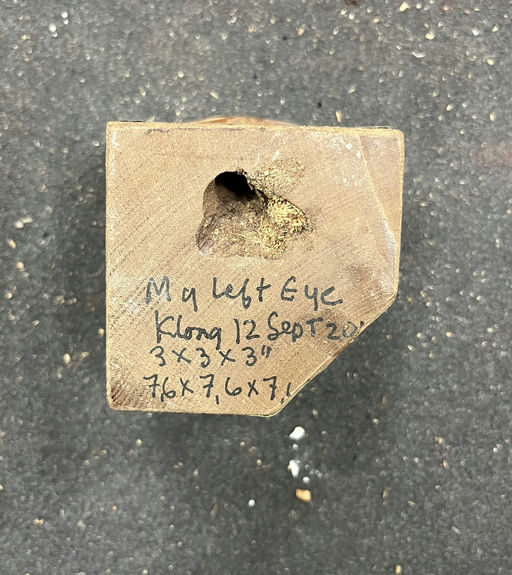 My Left Eye
Klong 12 Sept 20
3 x 3 x 3"
7,6 x 7,6 x 7,